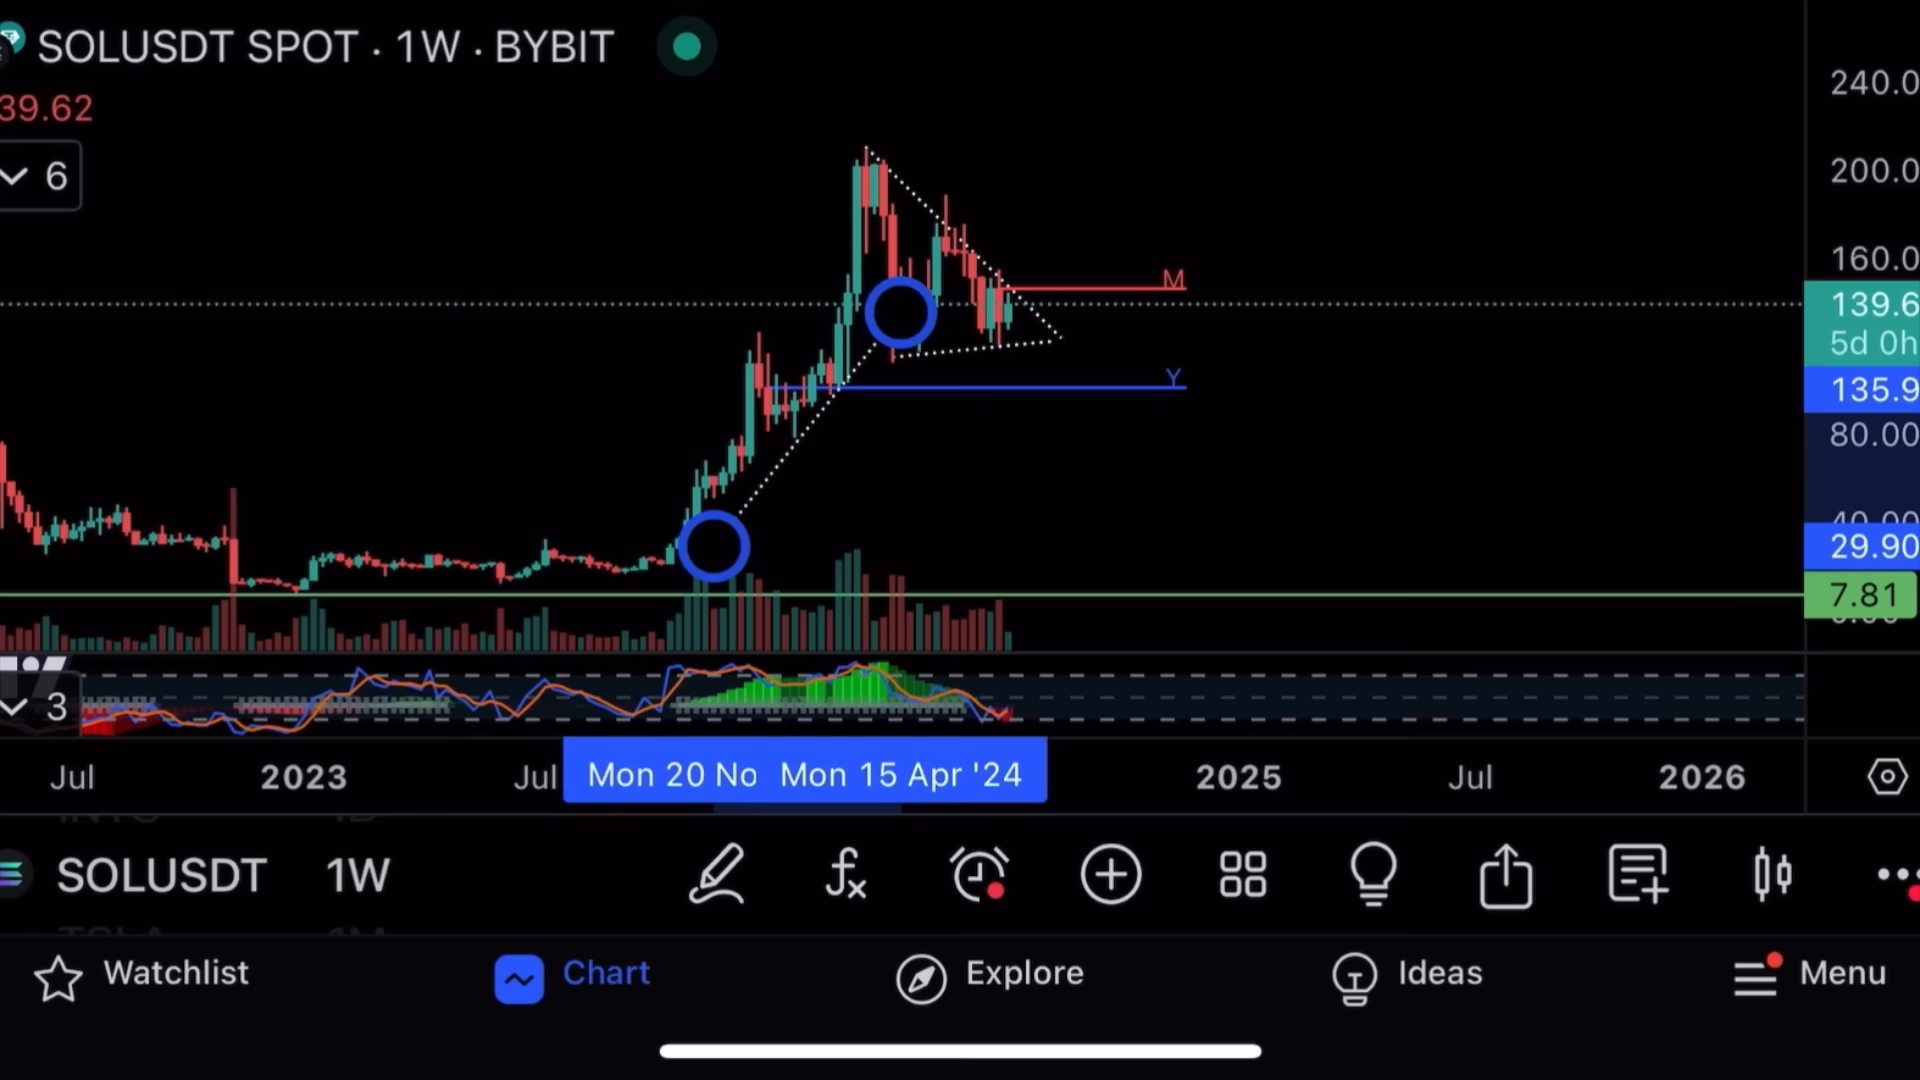 SOLUSDT SPOT · 1W · BYBIT
39.62
6
240.0
200.0
160.0
M
139.6
5d 0h
Y
135.9
80.00
40.00
29.90
7.81
3
Jul
2023
Jul
Mon 20 No
Mon 15 Apr '24
2025
Jul
2026
SOLUSDT 1W
Watchlist
Chart
Explore
Ideas
Menu